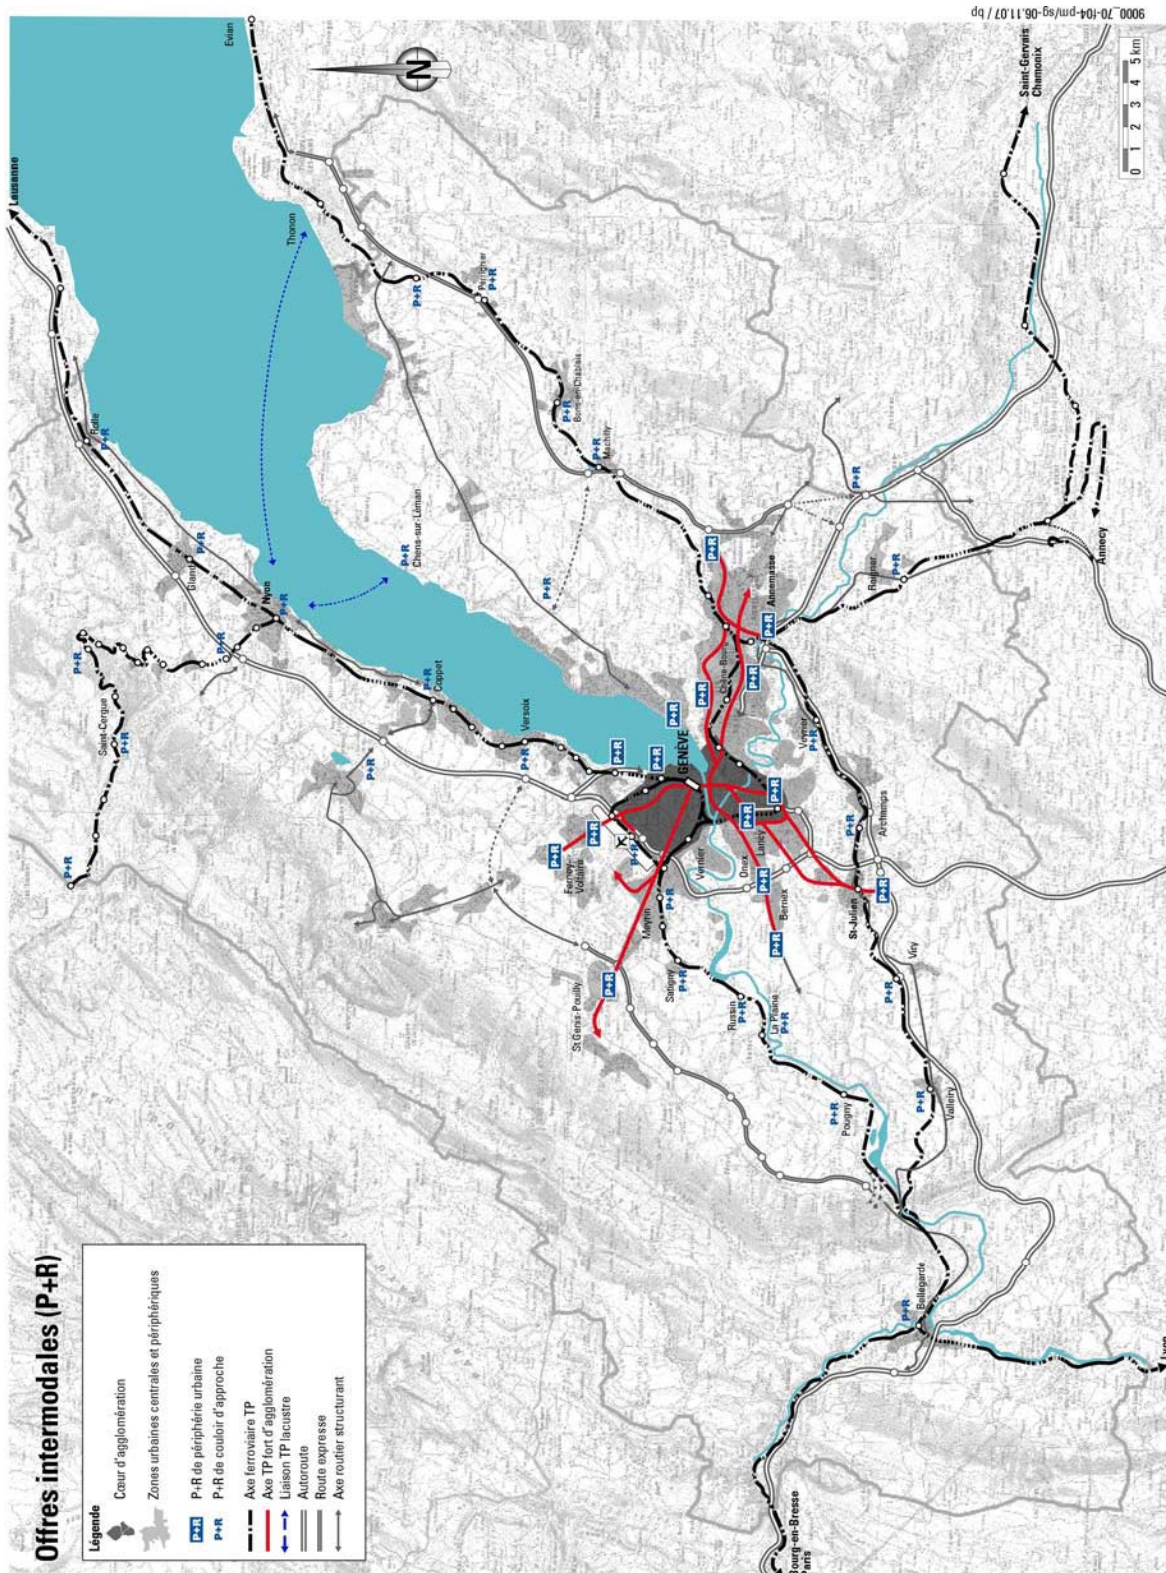 Offres intermodales (P+R)
Légende
Cœur d'agglomération
Zones urbaines centrales et périphériques
P+R P+R de périphérie urbaine
P+R P+R de couloir d'approche
Axe ferroviaire TP
Axe TP fort d'agglomération
Liaison TP lacustre
Autoroute
Route expresse
Axe routier structurant
Lausanne
Evian
N
Thonon
Rolle
P+R
P+R
Perrignier
P+R
Gland
P+R
Bons-en-Chablais
P+R
Machilly
P+R
Nyon
P+R
P+R
Chens-sur-Léman
P+R
P+R
P+R
Saint-Cergue
P+R
P+R
Coppet
P+R
P+R
Versoix
P+R
P+R
P+R
P+R
GENÈVE
P+R
P+R
Annemasse
P+R
Chêne-Bourg
P+R
Reignier
P+R
P+R
Ferney-
Voltaire
P+R
P+R
P+R
Meyrin
P+R
Vernier
Onex
Lancy
P+R
P+R
Bernex
P+R
P+R
Veyrier
P+R
Archamps
P+R
St-Julien
P+R
St Genis-Pouilly
P+R
Satigny
P+R
Russin
P+R
La Plaine
P+R
Pougny
P+R
Viry
P+R
Valleiry
P+R
Bellegarde
P+R
Annecy
Saint-Gervais
Chamonix
Bourg-en-Bresse
Paris
Lyon
0 1 2 3 4 5 km
9000_70-f04-pm/sg-06.11.07 / bp